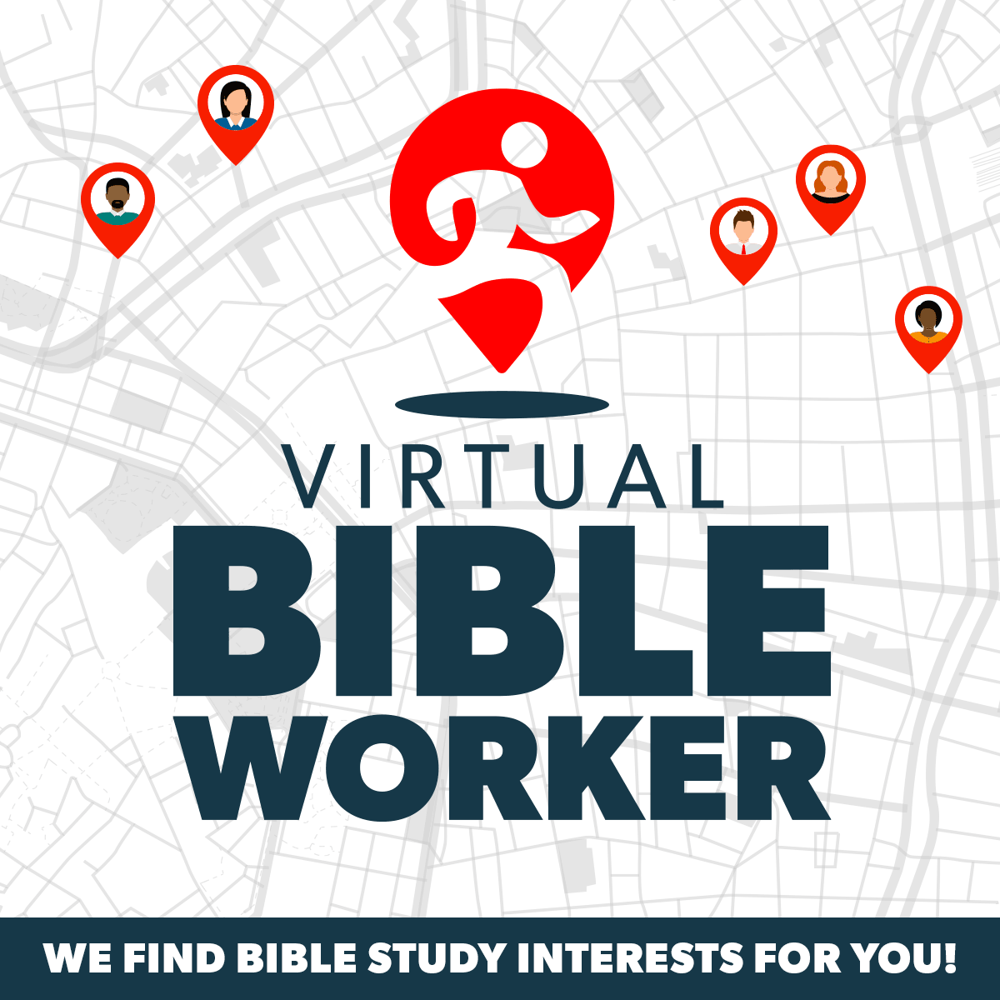 VIRTUAL
BIBLE
WORKER
WE FIND BIBLE STUDY INTERESTS FOR YOU!